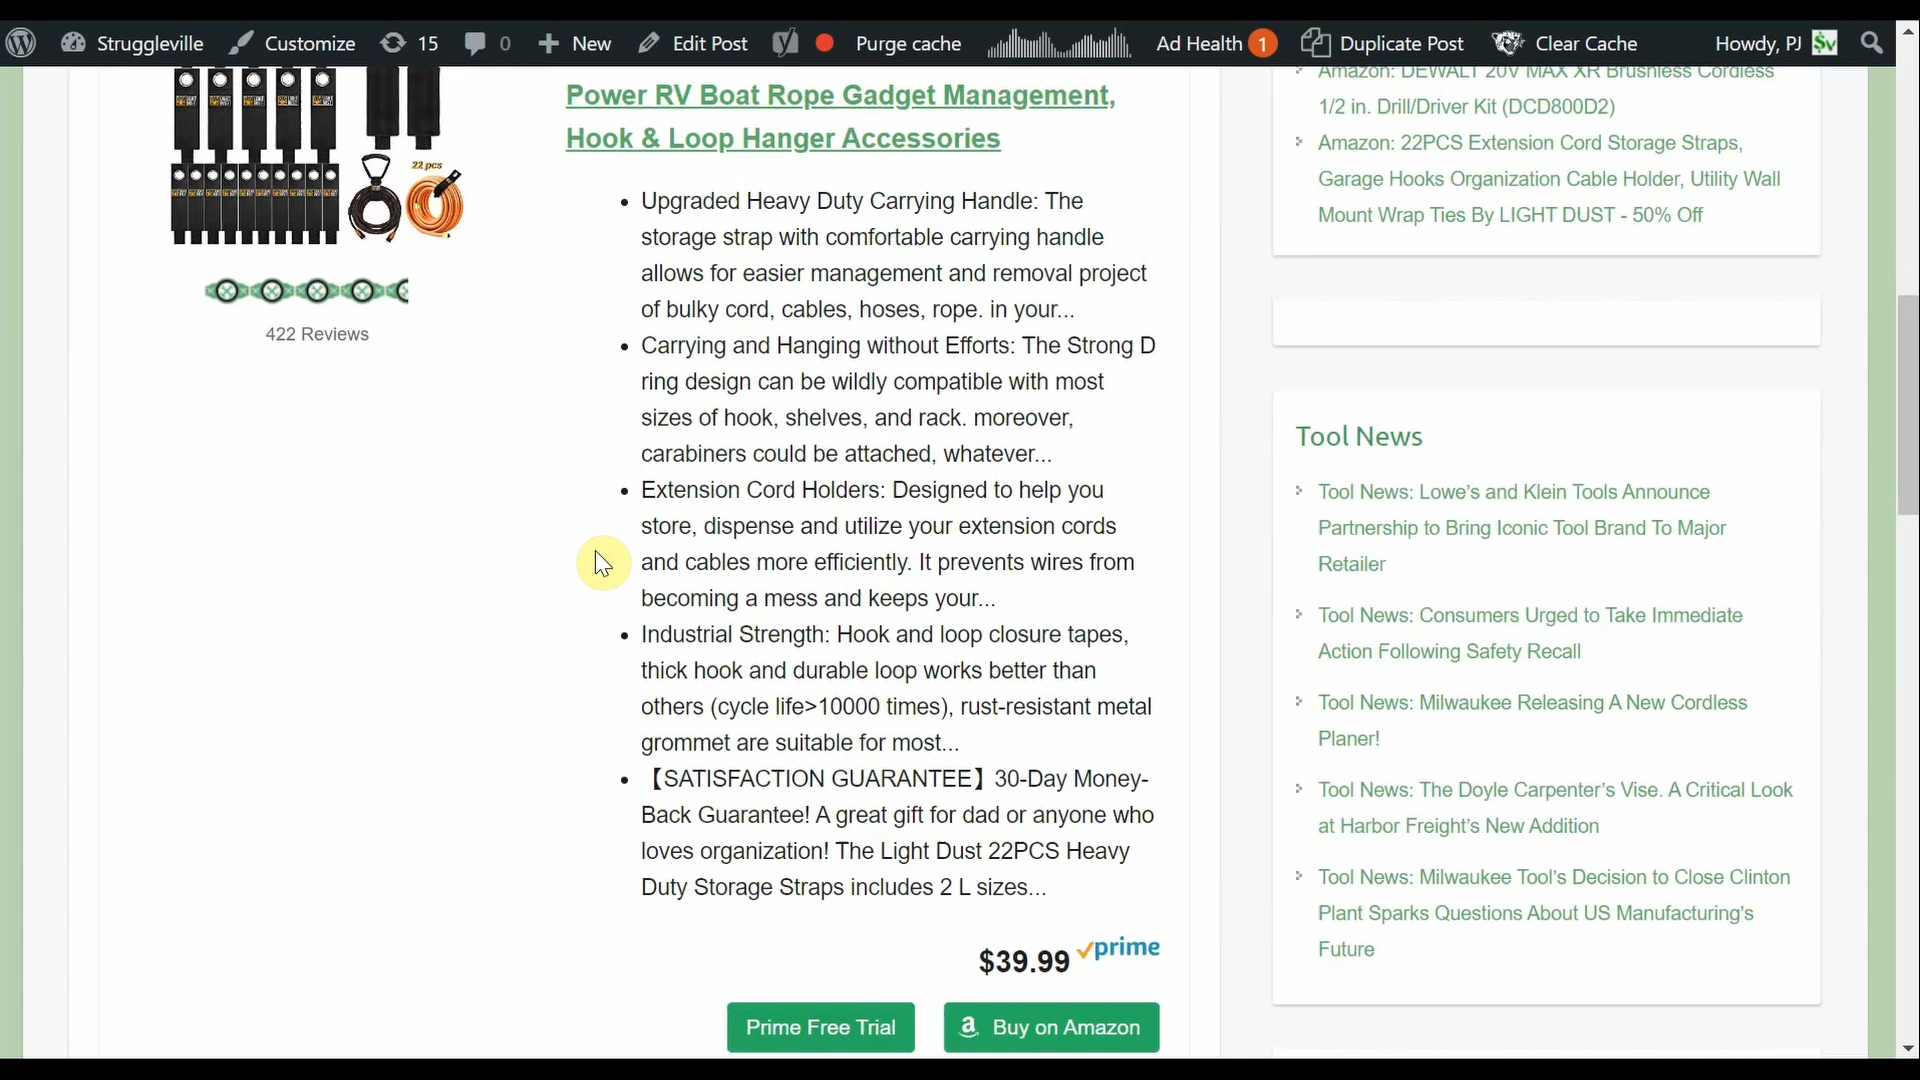 Struggleville
Customize
15
0
New
Edit Post
Purge cache
Ad Health 1
Duplicate Post
Clear Cache
Howdy, PJ
22 pcs
422 Reviews
Power RV Boat Rope Gadget Management,
Hook & Loop Hanger Accessories
Upgraded Heavy Duty Carrying Handle: The
storage strap with comfortable carrying handle
allows for easier management and removal project
of bulky cord, cables, hoses, rope. in your...
Carrying and Hanging without Efforts: The Strong D
ring design can be wildly compatible with most
sizes of hook, shelves, and rack. moreover,
carabiners could be attached, whatever...
Extension Cord Holders: Designed to help you
store, dispense and utilize your extension cords
and cables more efficiently. It prevents wires from
becoming a mess and keeps your...
Industrial Strength: Hook and loop closure tapes,
thick hook and durable loop works better than
others (cycle life>10000 times), rust-resistant metal
grommet are suitable for most...
【SATISFACTION GUARANTEE】30-Day Money-
Back Guarantee! A great gift for dad or anyone who
loves organization! The Light Dust 22PCS Heavy
Duty Storage Straps includes 2 L sizes...
$39.99 prime
Prime Free Trial
Buy on Amazon
Amazon: DEWALT 20V MAX XR Brushless Cordless
1/2 in. Drill/Driver Kit (DCD800D2)
Amazon: 22PCS Extension Cord Storage Straps,
Garage Hooks Organization Cable Holder, Utility Wall
Mount Wrap Ties By LIGHT DUST - 50% Off
Tool News
Tool News: Lowe's and Klein Tools Announce
Partnership to Bring Iconic Tool Brand To Major
Retailer
Tool News: Consumers Urged to Take Immediate
Action Following Safety Recall
Tool News: Milwaukee Releasing A New Cordless
Planer!
Tool News: The Doyle Carpenter's Vise. A Critical Look
at Harbor Freight's New Addition
Tool News: Milwaukee Tool's Decision to Close Clinton
Plant Sparks Questions About US Manufacturing's
Future